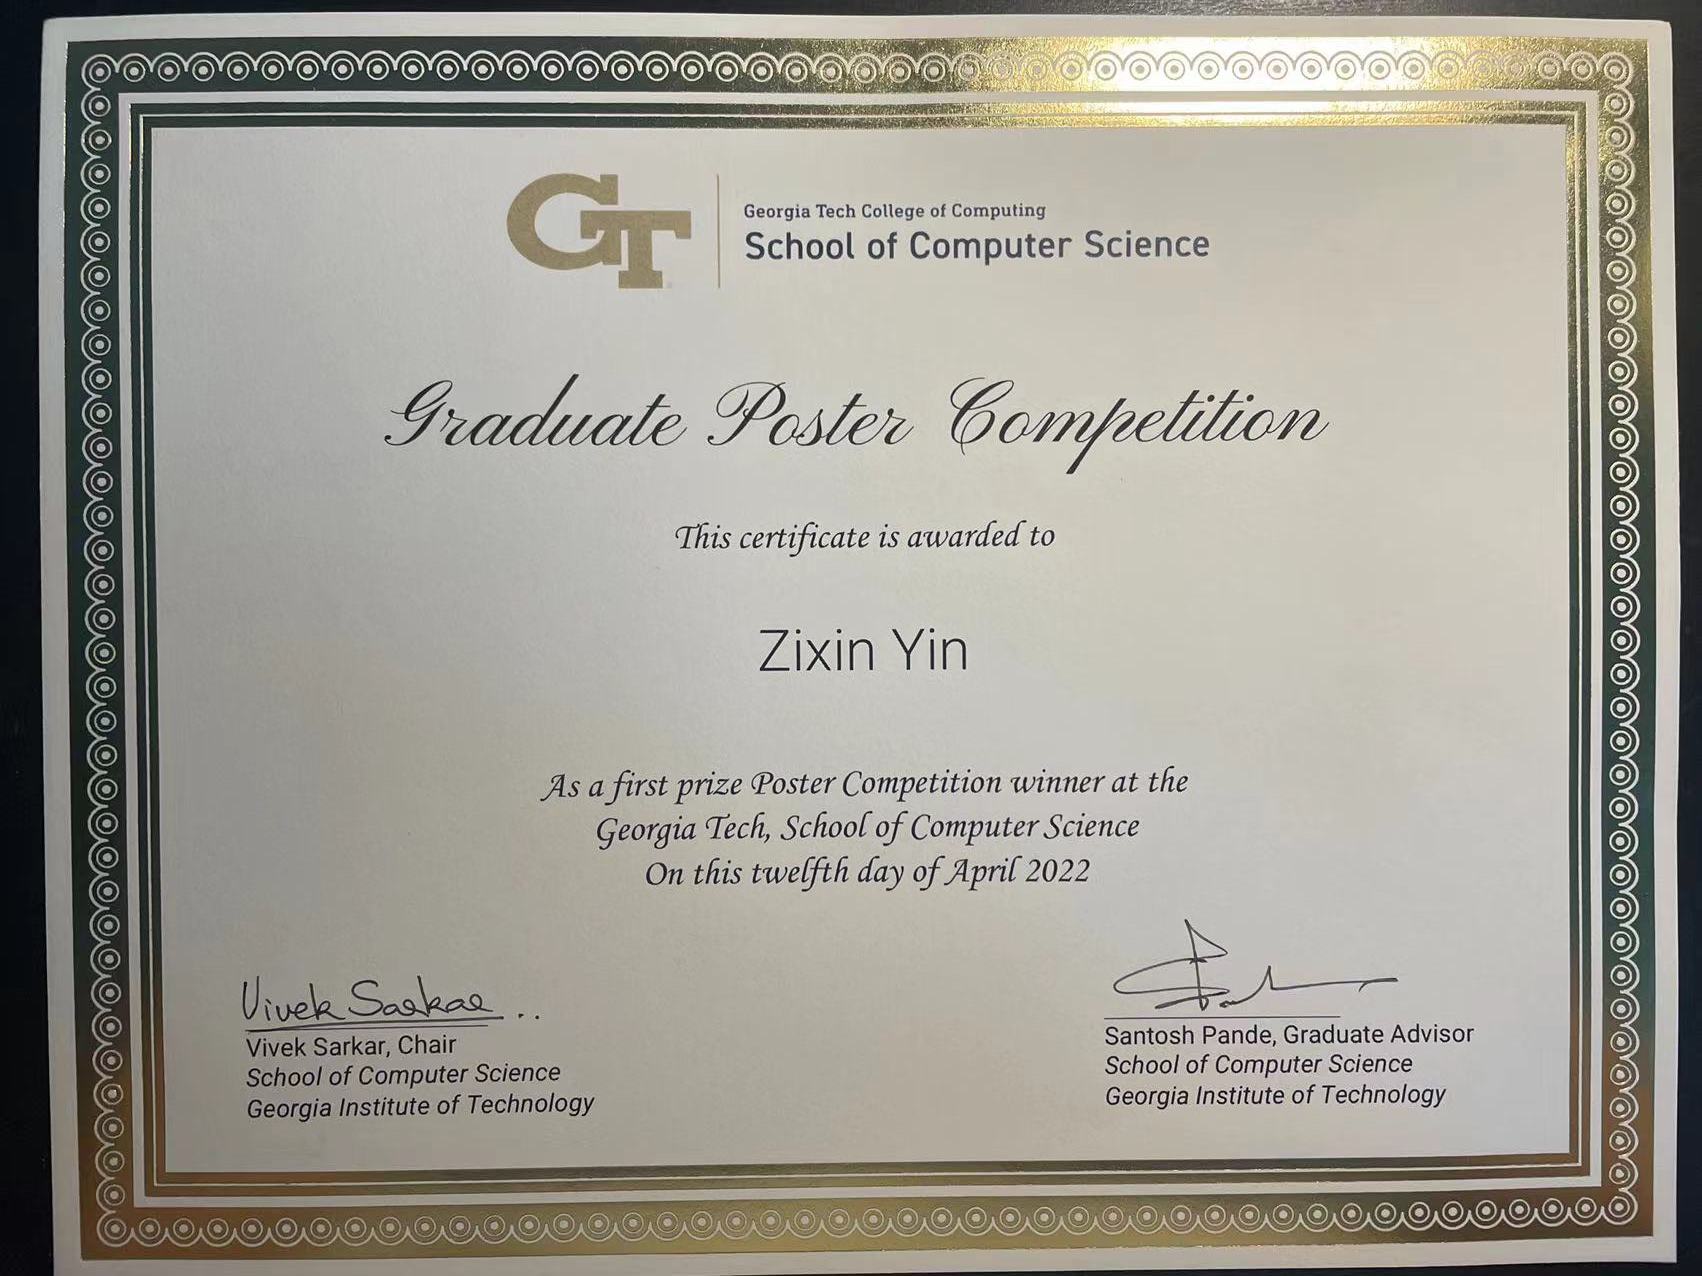 GT
Georgia Tech College of Computing
School of Computer Science
Graduate Poster Competition
This certificate is awarded to
Zixin Yin
As a first prize Poster Competition winner at the
Georgia Tech, School of Computer Science
On this twelfth day of April 2022
Vivek Sarkar
Vivek Sarkar, Chair
School of Computer Science
Georgia Institute of Technology
Santosh Pande, Graduate Advisor
School of Computer Science
Georgia Institute of Technology